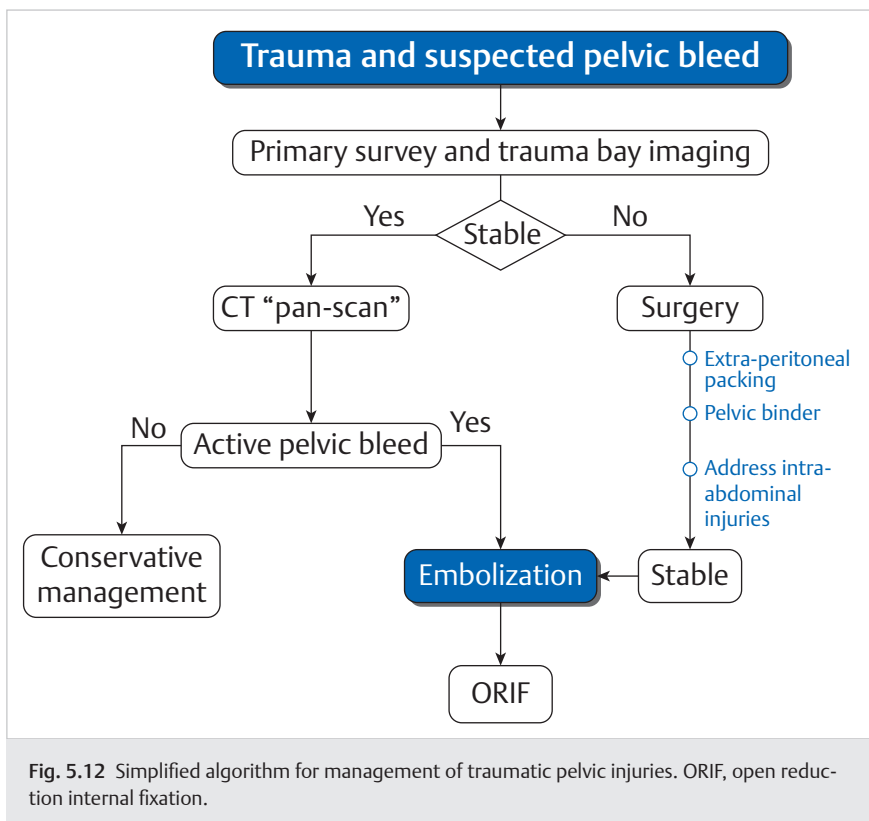 Trauma and suspected pelvic bleed
Primary survey and trauma bay imaging
Yes
Stable
No
CT “pan-scan”
Surgery
Extra-peritoneal
packing
Pelvic binder
No
Active pelvic bleed
Yes
Address intra-
abdominal
injuries
Conservative
management
Embolization
Stable
ORIF
Fig. 5.12 Simplified algorithm for management of traumatic pelvic injuries. ORIF, open reduc-
tion internal fixation.